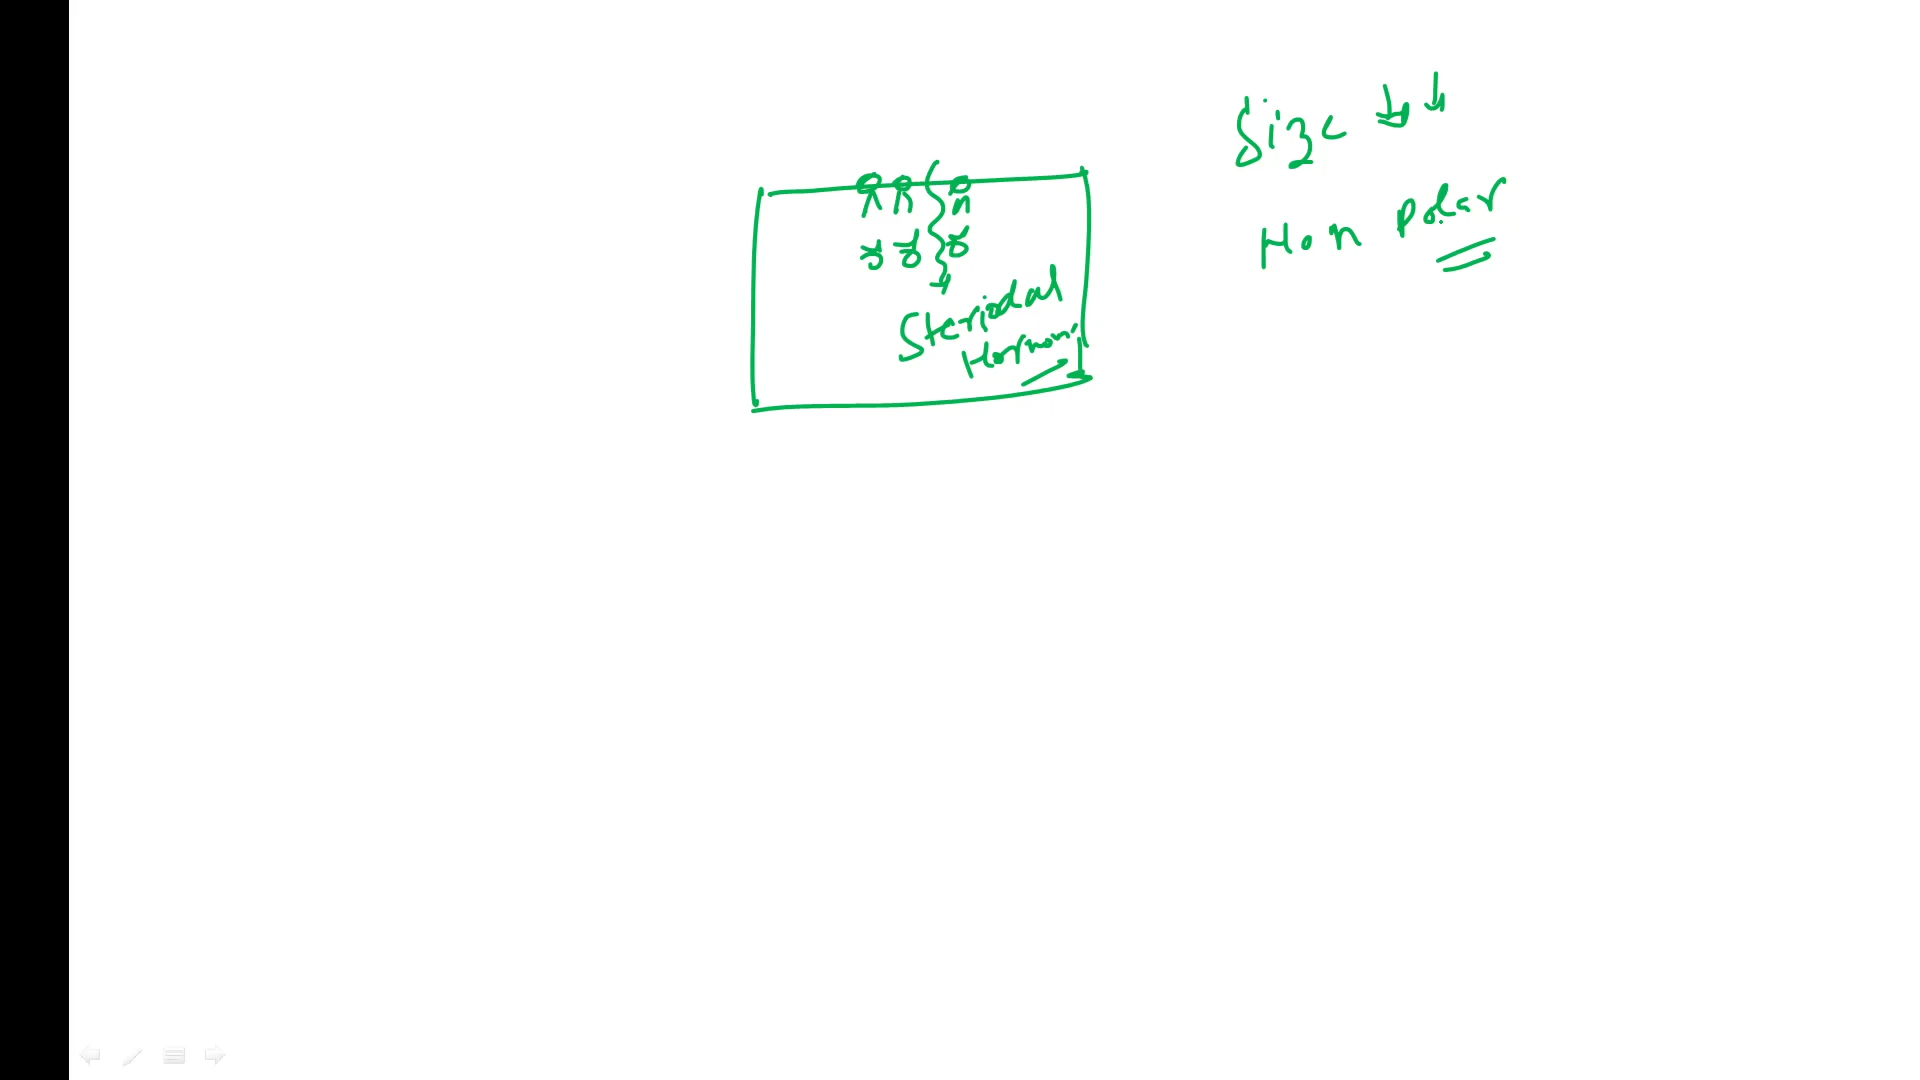 Size ↓↓
Non polar
Steriodal
Hormon